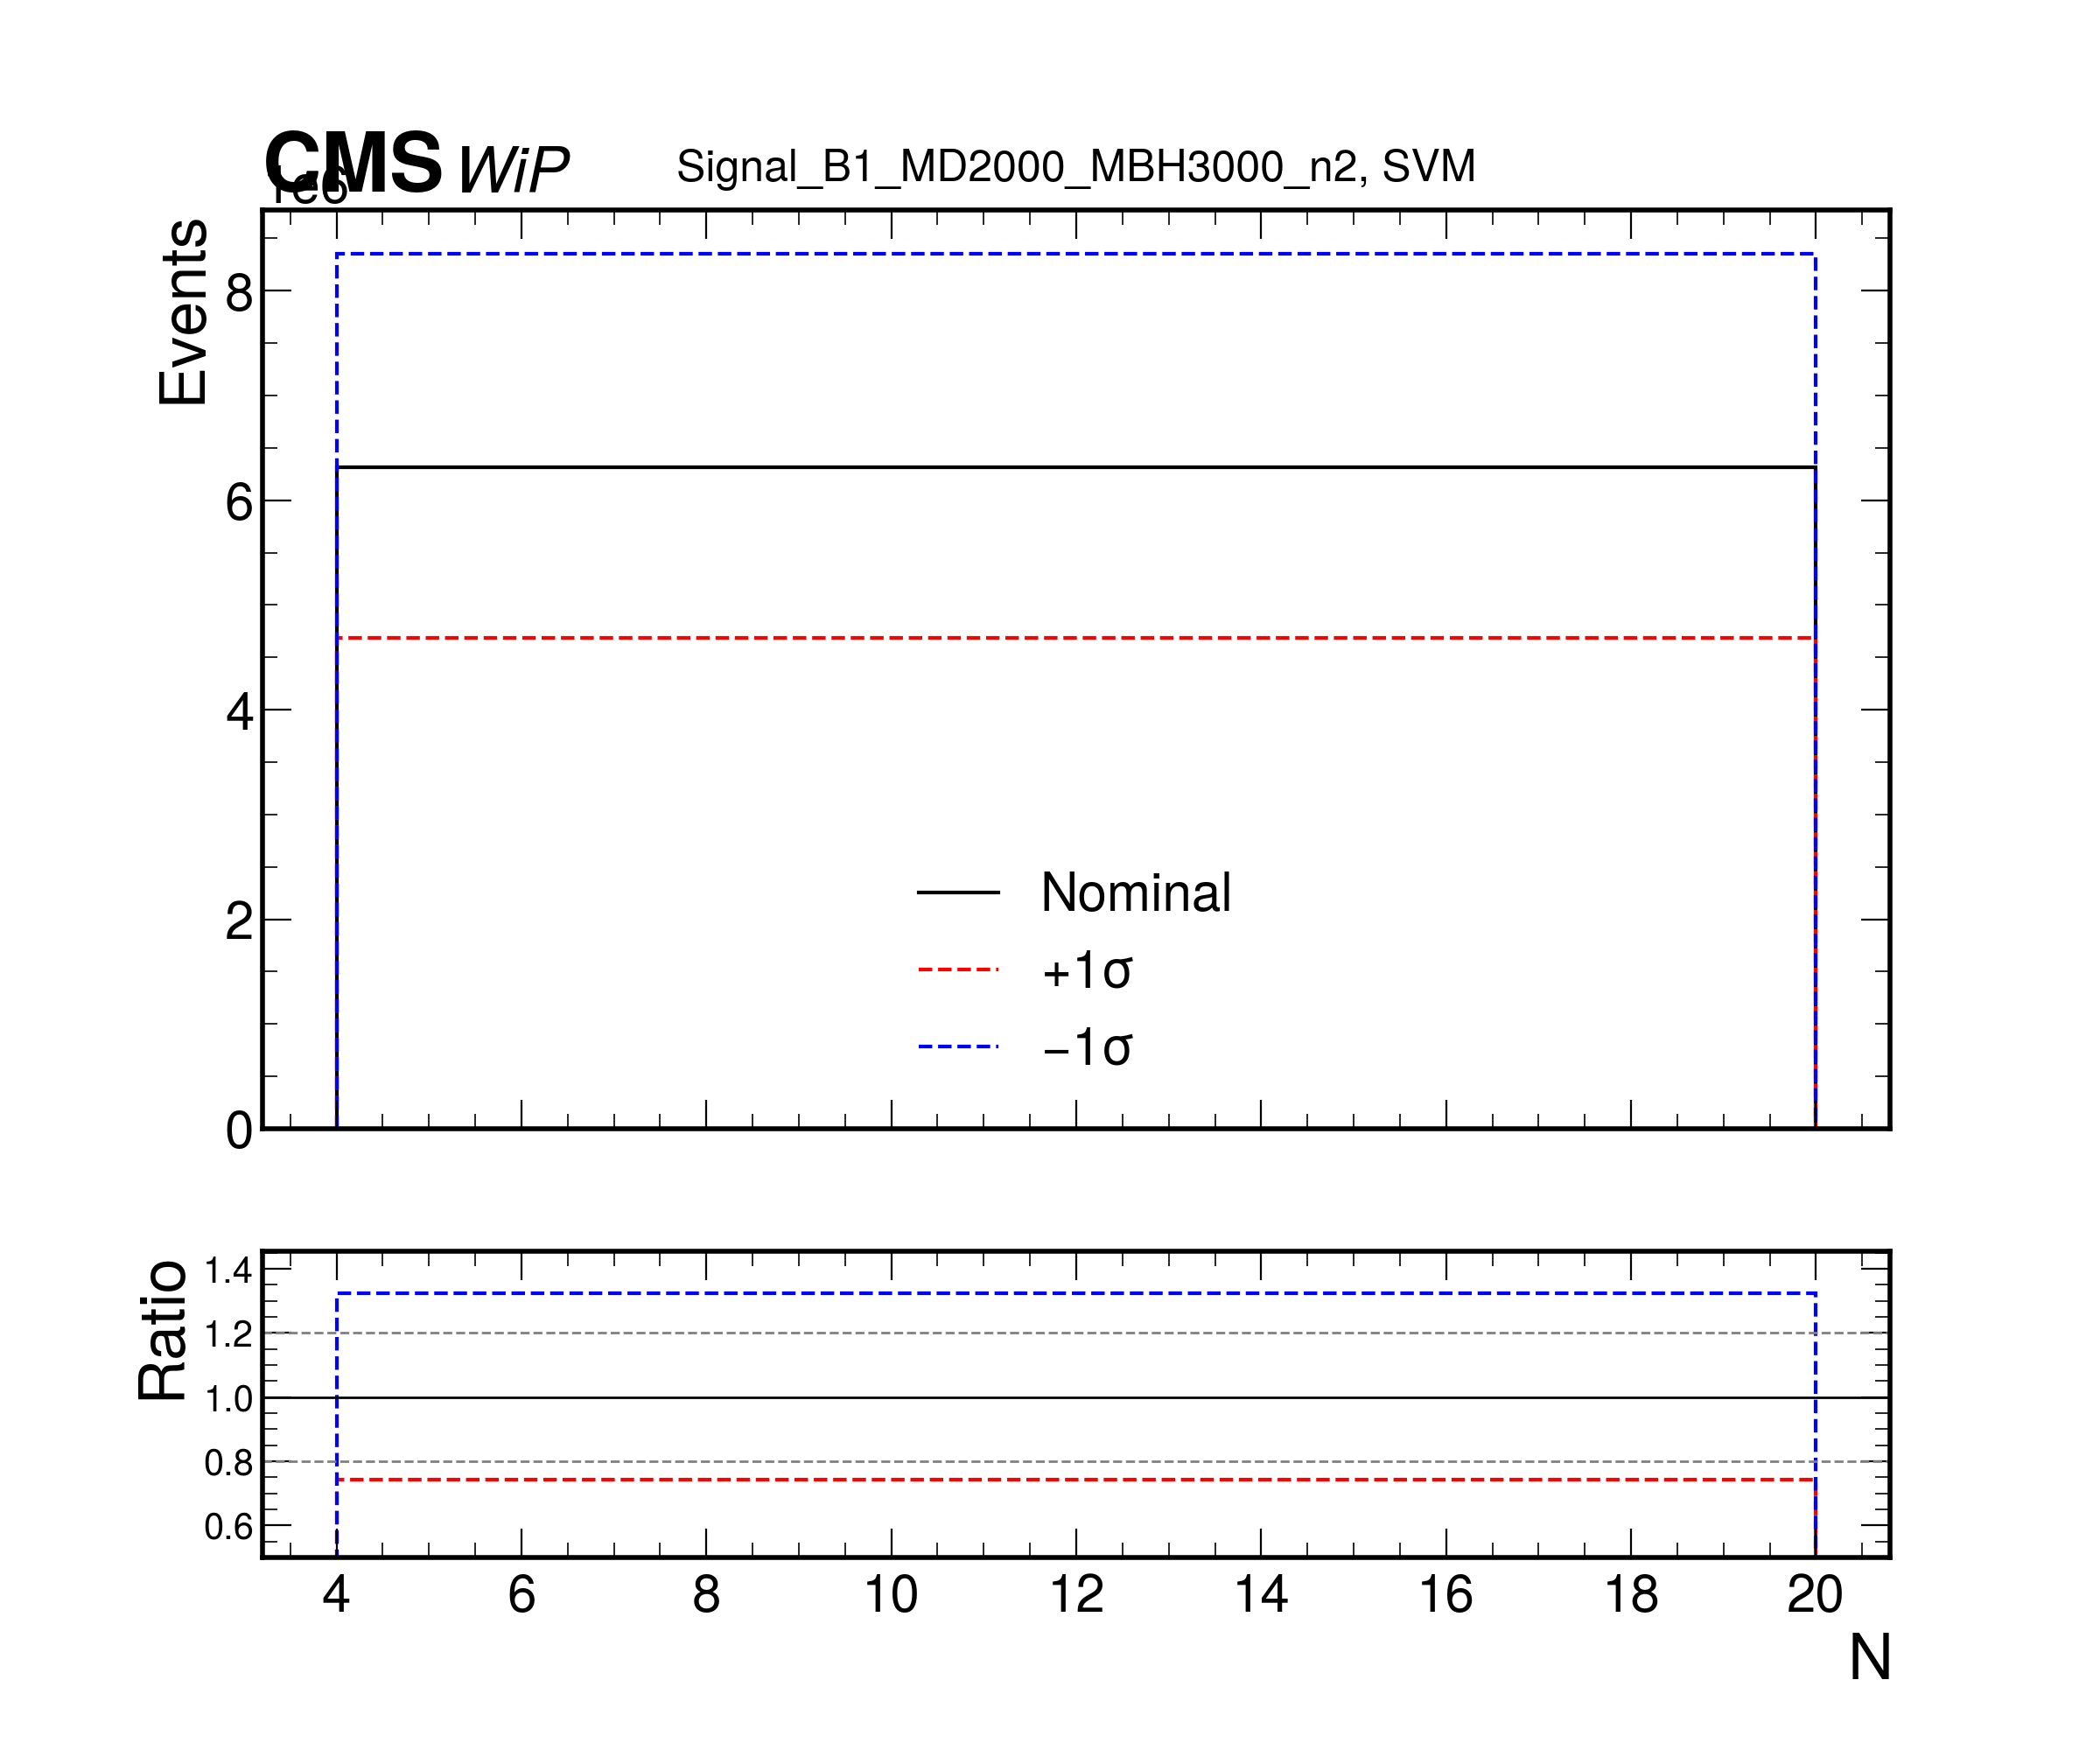 CMS WiP
Signal_B1_MD2000_MBH3000_n2, SVM
1e6
Events
8
6
4
2
0
Nominal
+1σ
−1σ
Ratio
1.4
1.2
1.0
0.8
0.6
4 6 8 10 12 14 16 18 20
N